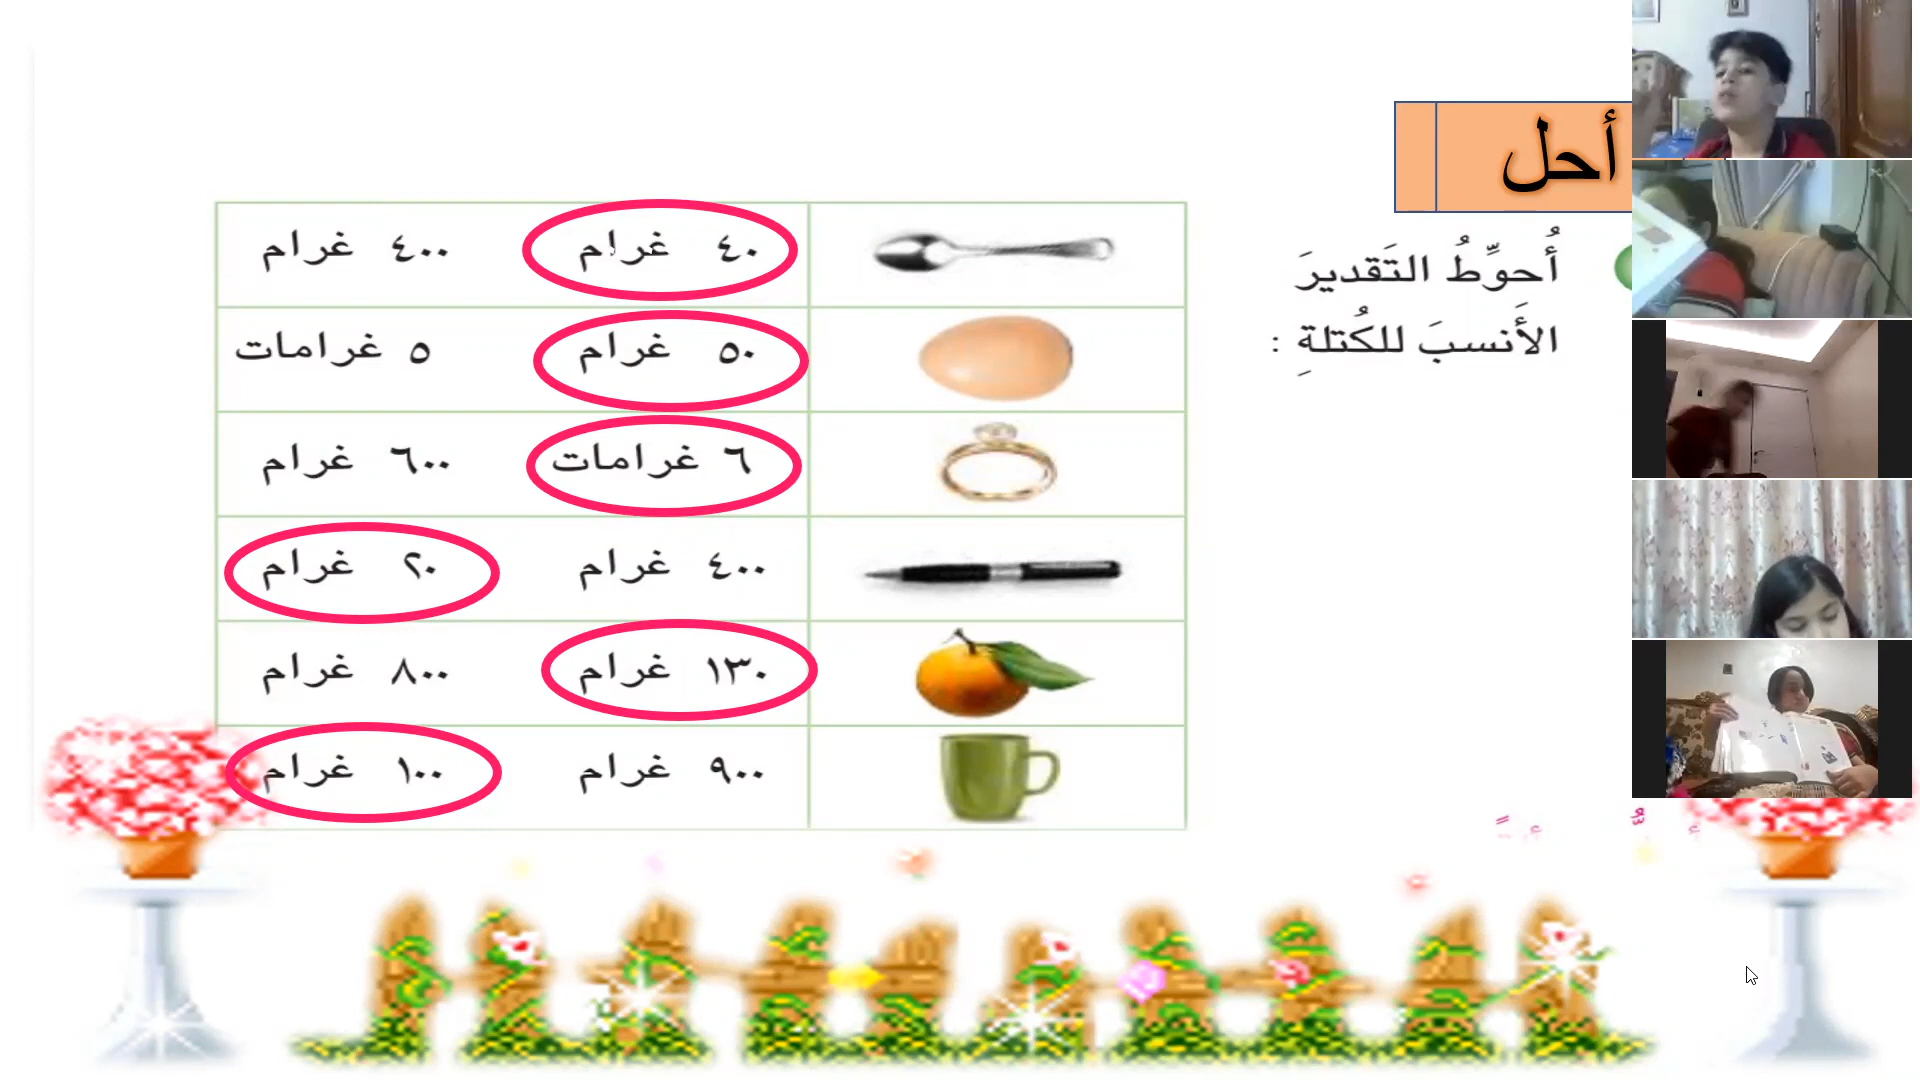 أحل
أُحوِّطُ التَقديرَ
الأَنسبَ للكُتلةِ :
٤٠ غرام ٤٠٠ غرام
٥٠ غرام ٥ غرامات
٦ غرامات ٦٠٠ غرام
٤٠٠ غرام ٢٠ غرام
١٣٠ غرام ٨٠٠ غرام
٩٠٠ غرام ١٠٠ غرام